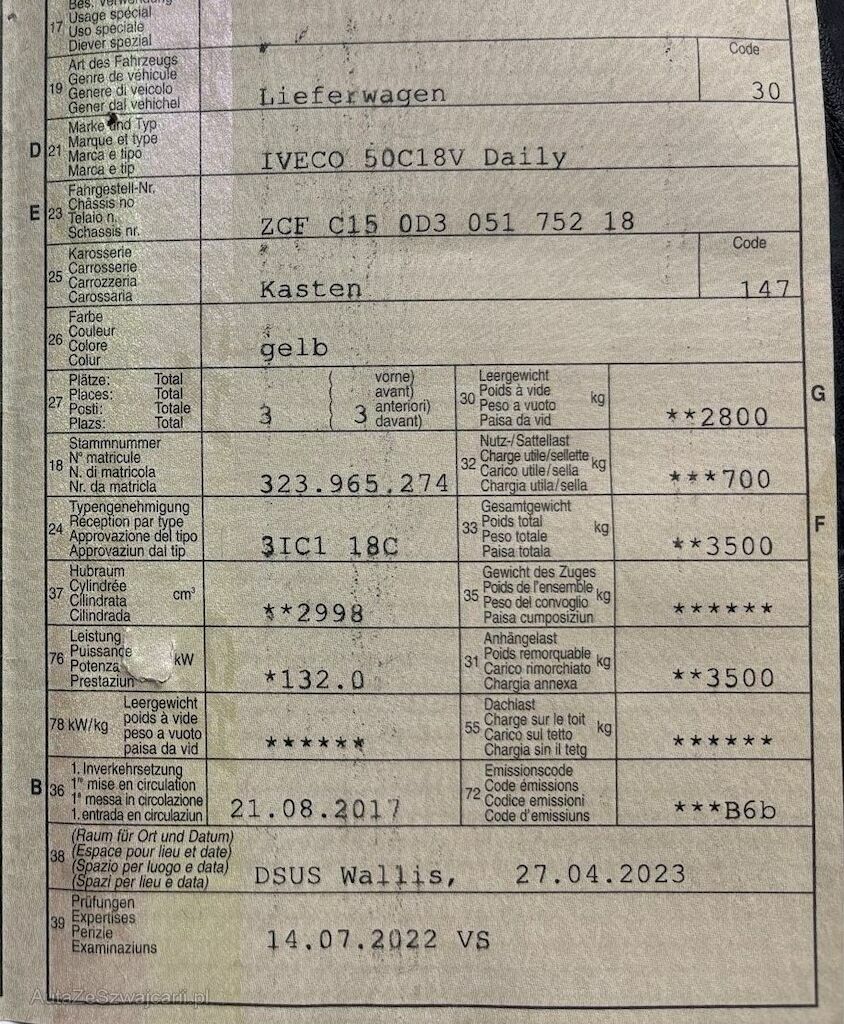 Bes. Verwendung
17 Usage spécial
Uso speciale
Diever spezial
19 Art des Fahrzeugs
Genre de véhicule
Genere di veicolo
Gener dal vehichel
Lieferwagen
Code
30
D 21 Marke und Typ
Marque et type
Marca e tipo
Marca e tip
IVECO 50C18V Daily
E 23 Fahrgestell-Nr.
Châssis no
Telaio n.
Schassis nr.
ZCF C15 0D3 051 752 18
25 Karosserie
Carrosserie
Carrozzeria
Carossaria
Kasten
Code
147
26 Farbe
Couleur
Colore
Colur
gelb
27 Plätze: Total
Places: Total
Posti: Totale
Plazs: Total
3
( vorne)
( avant)
( 3 anteriori)
( davant)
G 30 Leergewicht
Poids à vide
Peso a vuoto
Paisa da vid
kg
**2800
18 Stammnummer
N° matricule
N. di matricola
Nr. da matricla
323.965.274
32 Nutz-/Sattellast
Charge utile/sellette
Carico utile/sella
Chargia utila/sella
kg
***700
24 Typengenehmigung
Réception par type
Approvazione del tipo
Approvaziun dal tip
3IC1 18C
F 33 Gesamtgewicht
Poids total
Peso totale
Paisa totala
kg
**3500
37 Hubraum
Cylindrée
Cilindrata
Cilindrada
cm³
**2998
35 Gewicht des Zuges
Poids de l'ensemble
Peso del convoglio
Paisa cumposiziun
kg
******
76 Leistung
Puissance
Potenza
Prestaziun
kW
*132.0
31 Anhängelast
Poids remorquable
Carico rimorchiato
Chargia annexa
kg
**3500
78 kW/kg
Leergewicht
poids à vide
peso a vuoto
paisa da vid
******
55 Dachlast
Charge sur le toit
Carico sul tetto
Chargia sin il tetg
kg
******
B 36 1. Inverkehrsetzung
1re mise en circulation
1a messa in circolazione
1. entrada en circulaziun
21.08.2017
72 Emissionscode
Code émissions
Codice emissioni
Code d'emissiuns
***B6b
38 (Raum für Ort und Datum)
(Espace pour lieu et date)
(Spazio per luogo e data)
(Spazi per lieu e data)
DSUS Wallis, 27.04.2023
39 Prüfungen
Expertises
Perizie
Examinaziuns
14.07.2022 VS
AutaZeSzwajcarii.pl